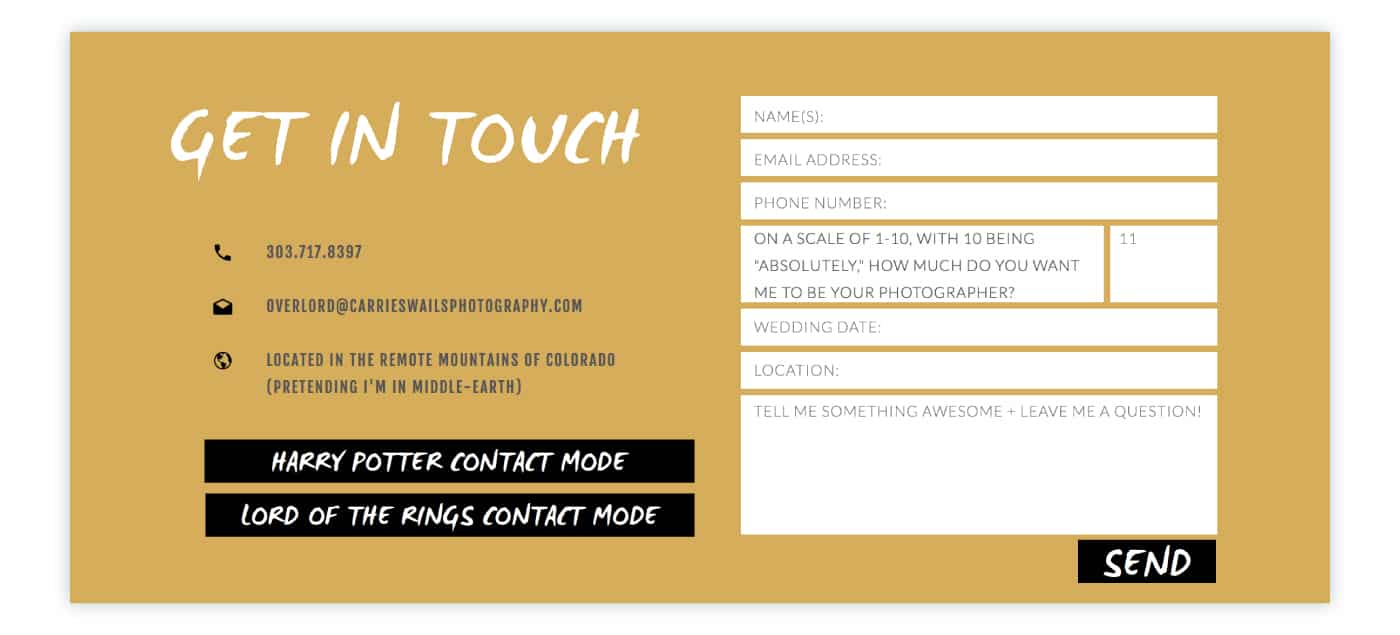 GET IN TOUCH
303.717.8397
OVERLORD@CARRIESWAILSPHOTOGRAPHY.COM
LOCATED IN THE REMOTE MOUNTAINS OF COLORADO
(PRETENDING I'M IN MIDDLE-EARTH)
HARRY POTTER CONTACT MODE
LORD OF THE RINGS CONTACT MODE
NAME(S):
EMAIL ADDRESS:
PHONE NUMBER:
ON A SCALE OF 1-10, WITH 10 BEING
"ABSOLUTELY," HOW MUCH DO YOU WANT
ME TO BE YOUR PHOTOGRAPHER?
11
WEDDING DATE:
LOCATION:
TELL ME SOMETHING AWESOME + LEAVE ME A QUESTION!
SEND